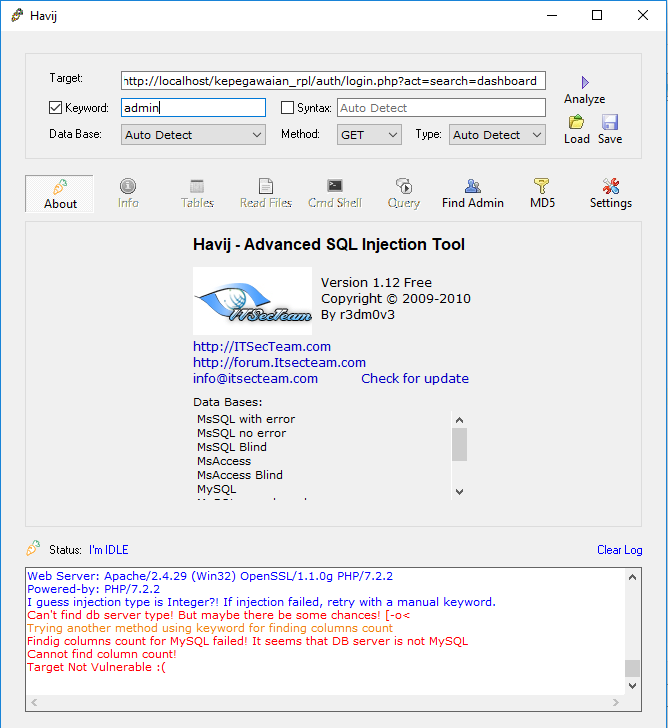 Havij
Target: http://localhost/kepegawaian_rpl/auth/login.php?act=search=dashboard
Analyze
Keyword: admin Syntax: Auto Detect
Load Save
Data Base: Auto Detect Method: GET Type: Auto Detect
About Info Tables Read Files Cmd Shell Query Find Admin MD5 Settings
Havij - Advanced SQL Injection Tool
ITSecTeam
Version 1.12 Free
Copyright © 2009-2010
By r3dm0v3
http://ITSecTeam.com
http://forum.Itsecteam.com
info@itsecteam.com Check for update
Data Bases:
MsSQL with error
MsSQL no error
MsSQL Blind
MsAccess
MsAccess Blind
MySQL
Status: I'm IDLE Clear Log
Web Server: Apache/2.4.29 (Win32) OpenSSL/1.1.0g PHP/7.2.2
Powered-by: PHP/7.2.2
I guess injection type is Integer?! If injection failed, retry with a manual keyword.
Can't find db server type! But maybe there be some chances! [-o<
Trying another method using keyword for finding columns count
Findig columns count for MySQL failed! It seems that DB server is not MySQL
Cannot find column count!
Target Not Vulnerable :(